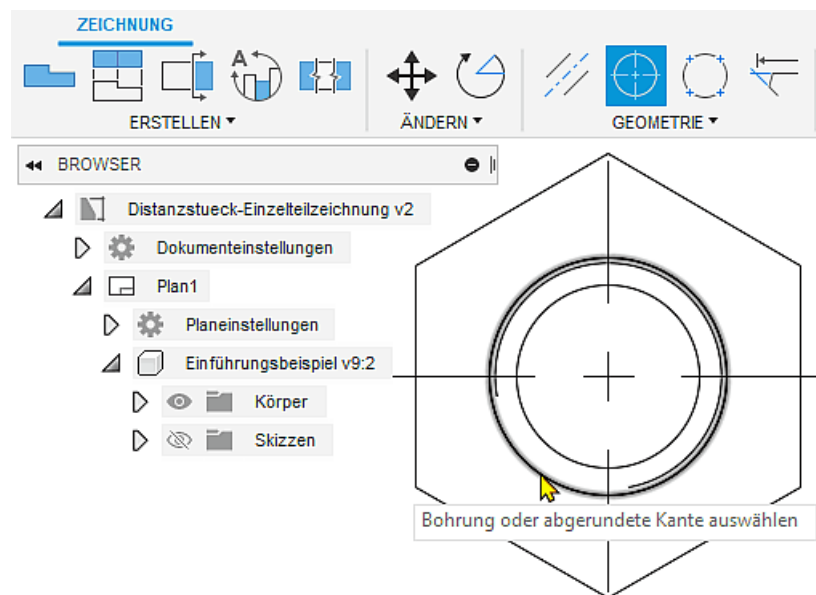 ZEICHNUNG
A
ERSTELLEN ▾
ÄNDERN ▾
GEOMETRIE ▾
BROWSER
Distanzstueck-Einzelteilzeichnung v2
Dokumenteinstellungen
Plan1
Planeinstellungen
Einführungsbeispiel v9:2
Körper
Skizzen
Bohrung oder abgerundete Kante auswählen